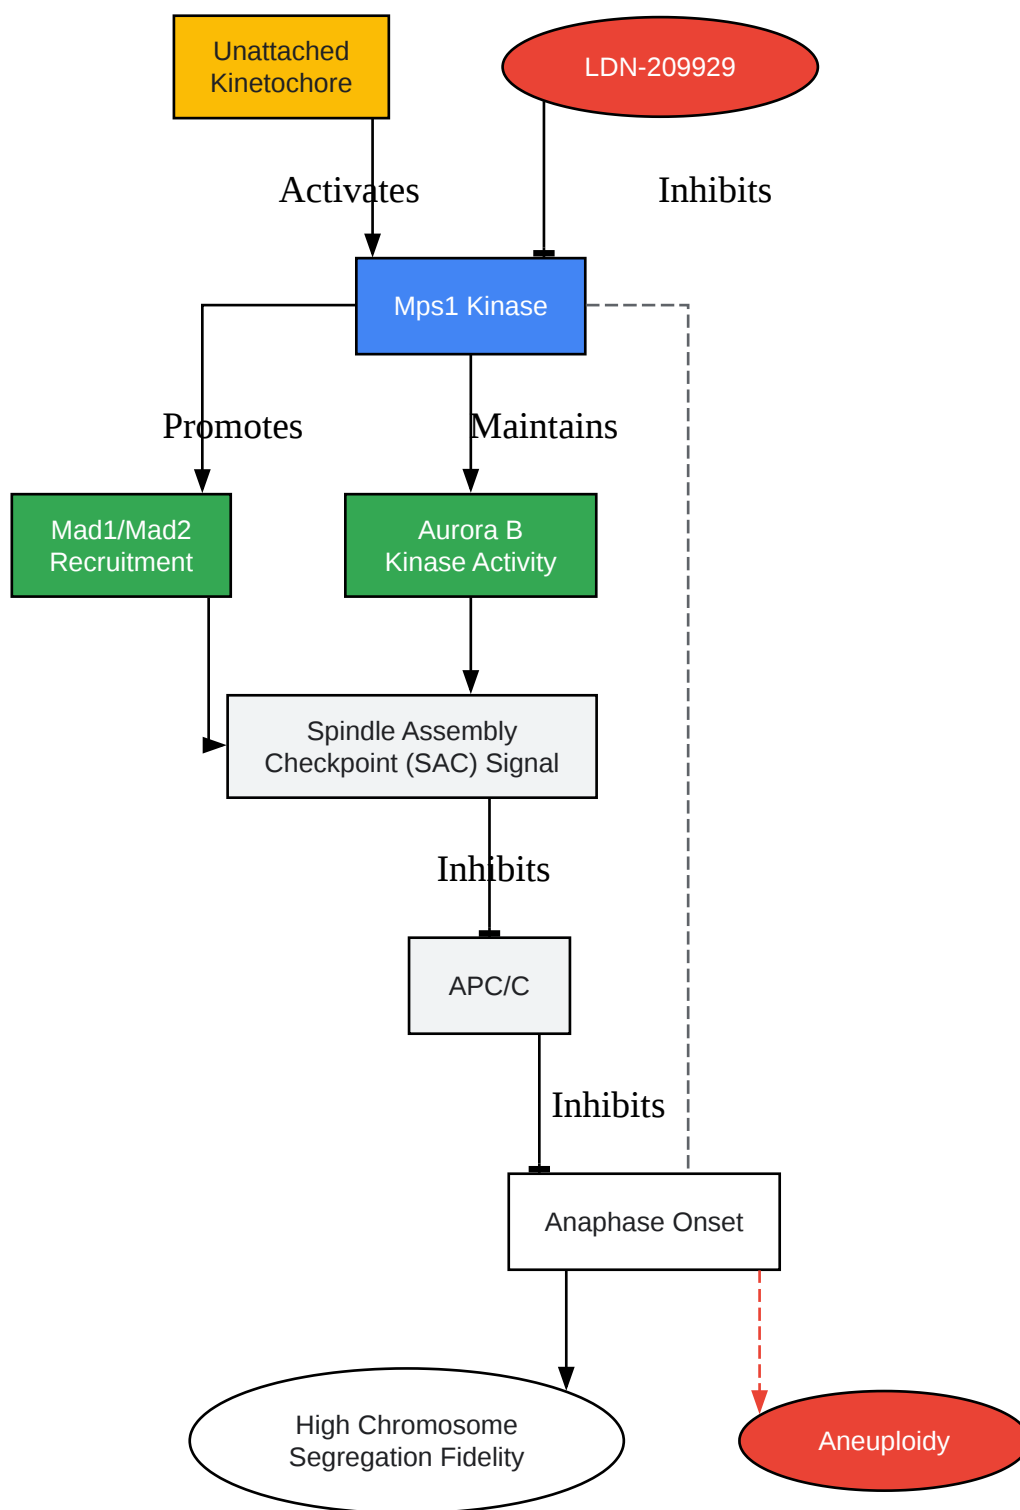 Unattached
Kinetochore
LDN-209929
Activates
Inhibits
Mps1 Kinase
Promotes
Maintains
Mad1/Mad2
Recruitment
Aurora B
Kinase Activity
Spindle Assembly
Checkpoint (SAC) Signal
Inhibits
APC/C
Inhibits
Anaphase Onset
High Chromosome
Segregation Fidelity
Aneuploidy